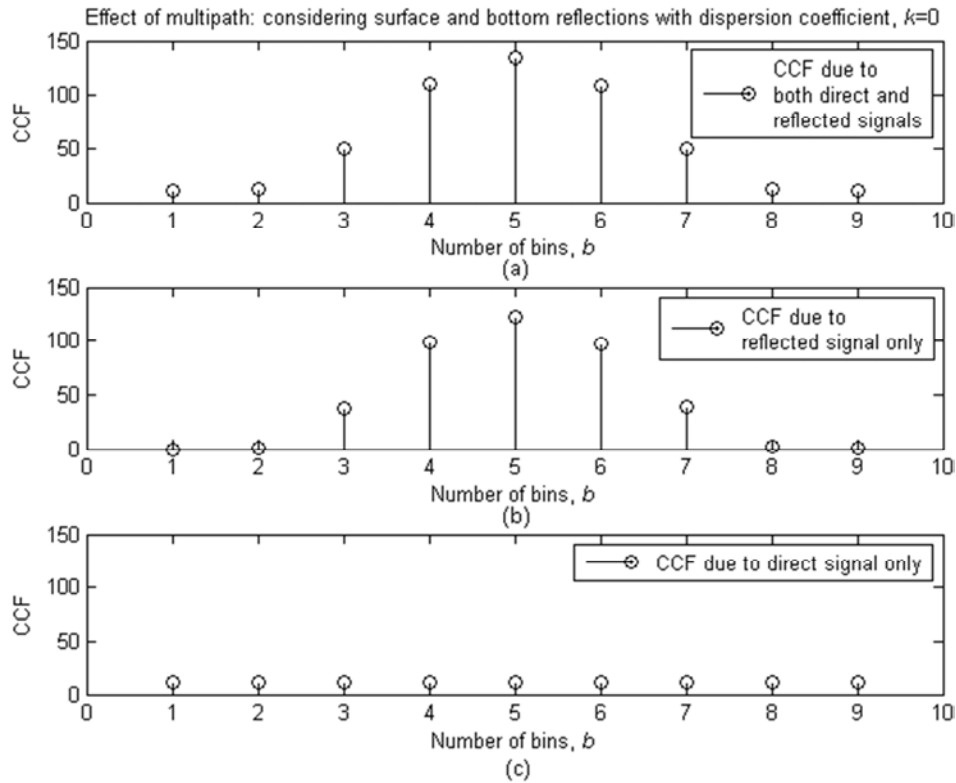 Effect of multipath: considering surface and bottom reflections with dispersion coefficient, k=0
150
100
50
0
CCF
CCF due to
both direct and
reflected signals
0 1 2 3 4 5 6 7 8 9 10
Number of bins, b
(a)
150
100
50
0
CCF
CCF due to
reflected signal only
0 1 2 3 4 5 6 7 8 9 10
Number of bins, b
(b)
150
100
50
0
CCF
CCF due to direct signal only
0 1 2 3 4 5 6 7 8 9 10
Number of bins, b
(c)